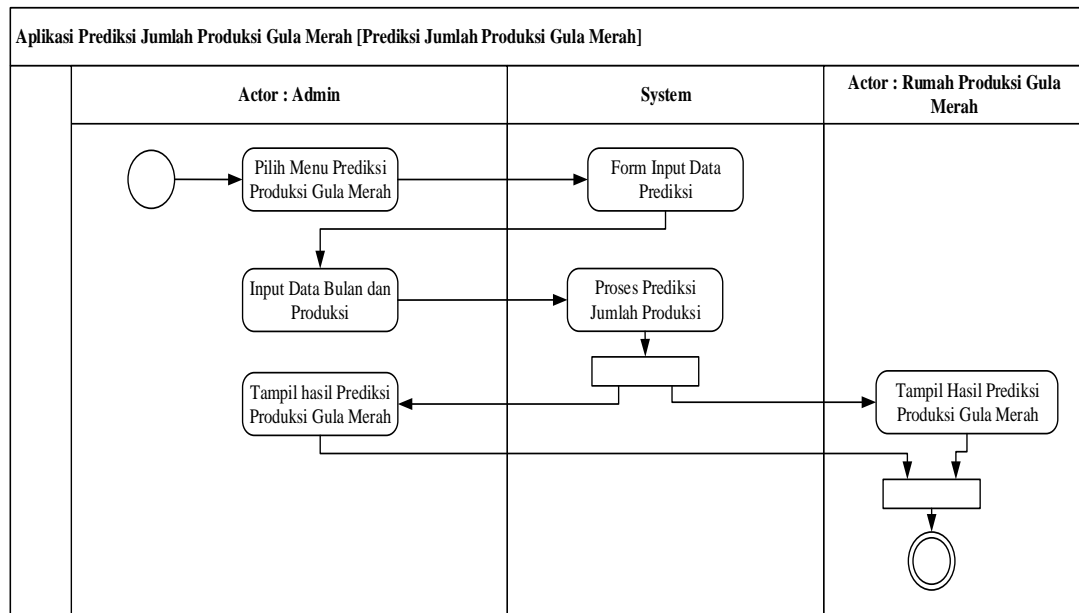 Aplikasi Prediksi Jumlah Produksi Gula Merah [Prediksi Jumlah Produksi Gula Merah]
Actor : Admin
System
Actor : Rumah Produksi Gula
Merah
Pilih Menu Prediksi
Produksi Gula Merah
Form Input Data
Prediksi
Input Data Bulan dan
Produksi
Proses Prediksi
Jumlah Produksi
Tampil hasil Prediksi
Produksi Gula Merah
Tampil Hasil Prediksi
Produksi Gula Merah